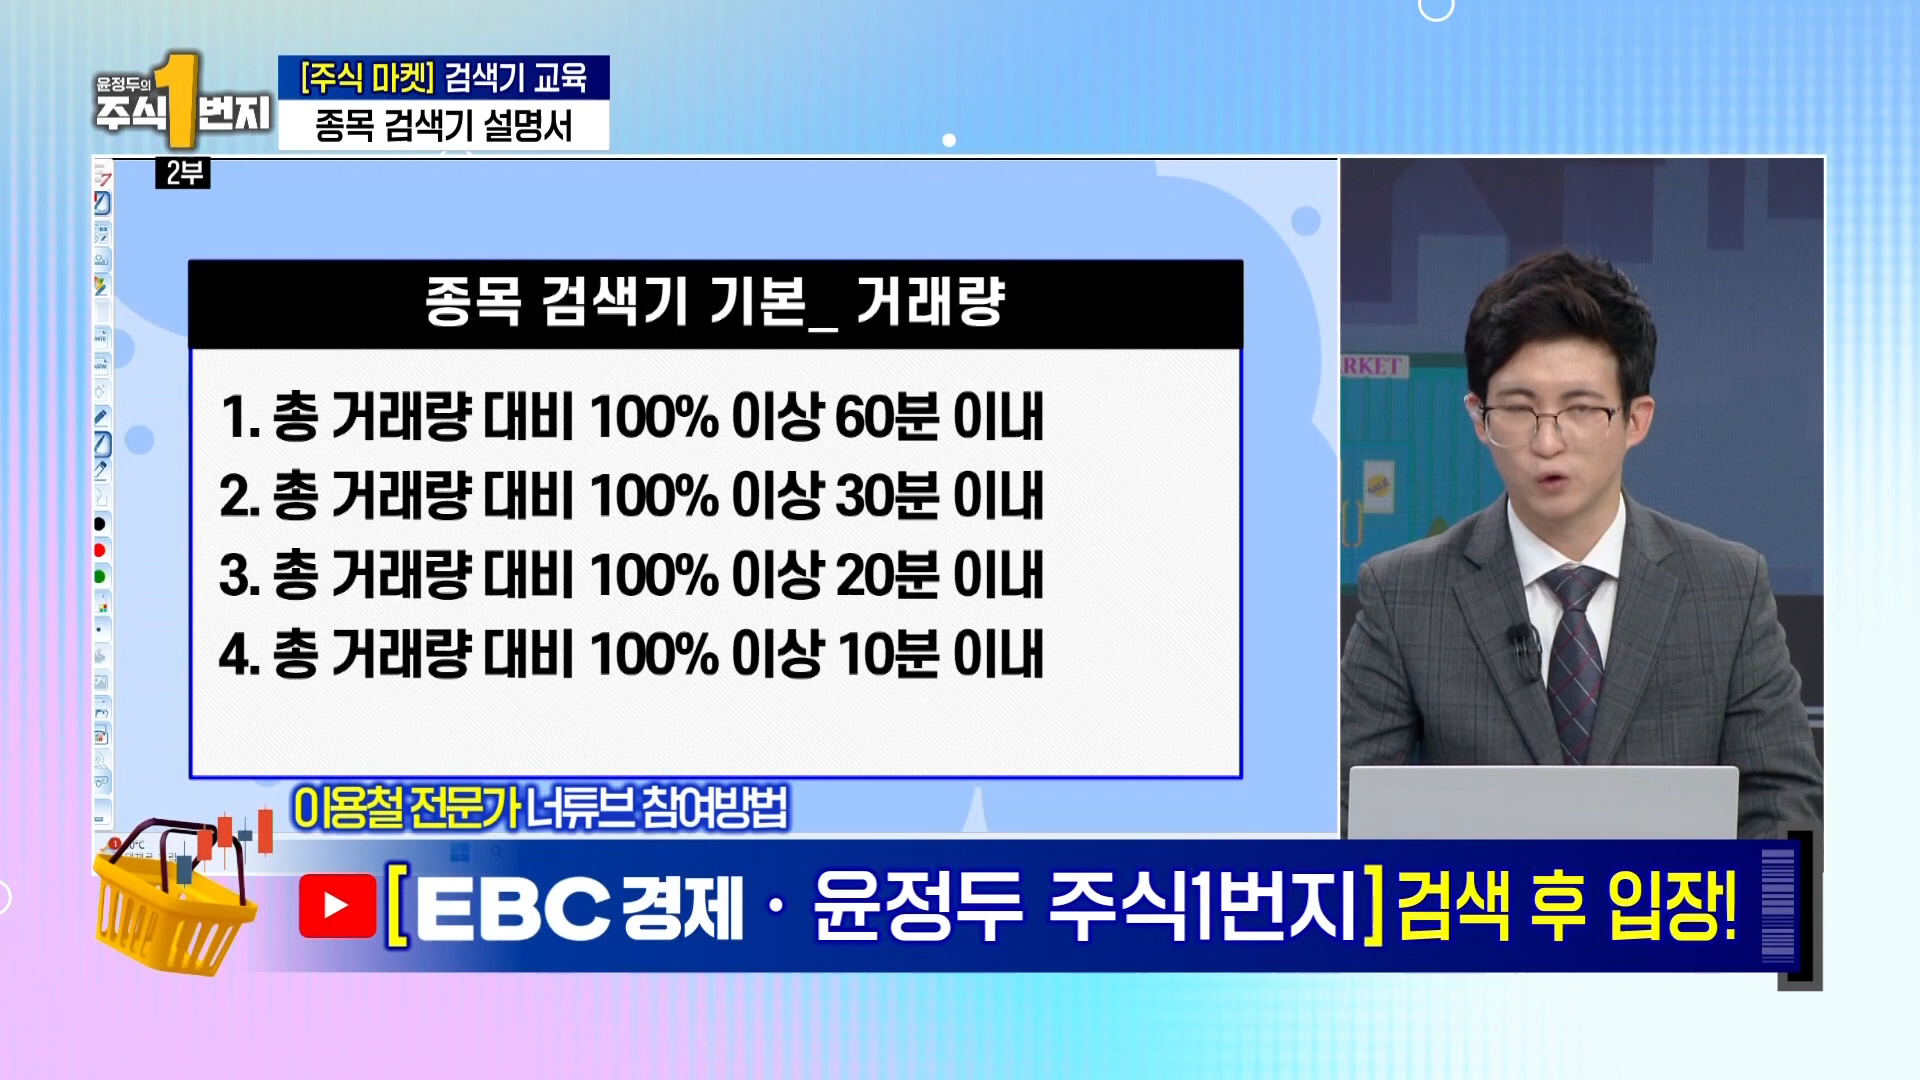 윤정두의
주식1번지
[주식 마켓] 검색기 교육
종목 검색기 설명서
2부
종목 검색기 기본_ 거래량
1. 총 거래량 대비 100% 이상 60분 이내
2. 총 거래량 대비 100% 이상 30분 이내
3. 총 거래량 대비 100% 이상 20분 이내
4. 총 거래량 대비 100% 이상 10분 이내
RKET
SALE
이용철 전문가 너튜브 참여방법
[EBC경제 · 윤정두 주식1번지] 검색 후 입장!